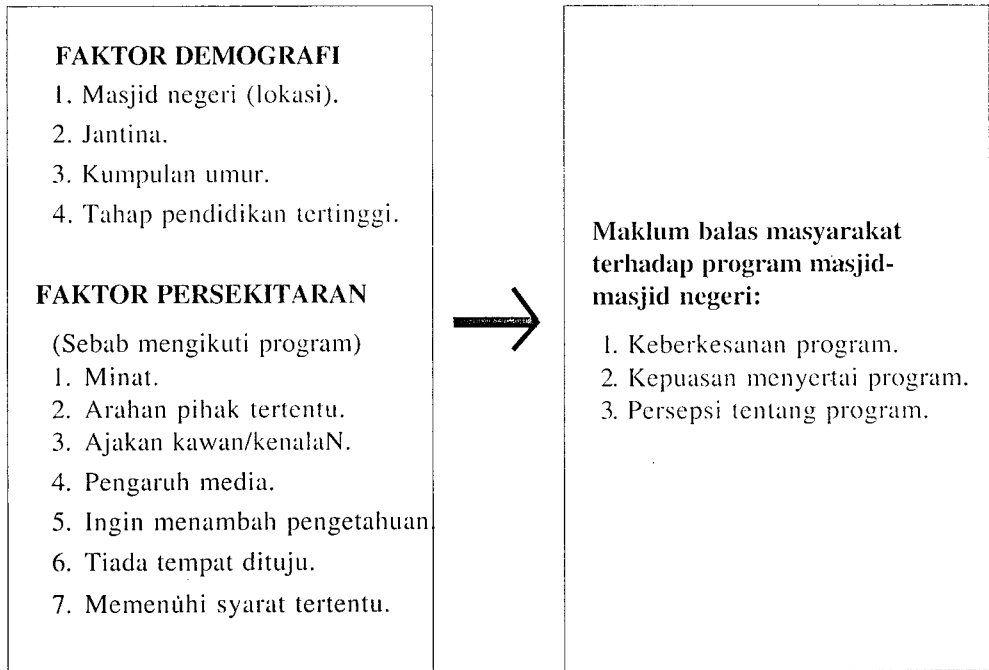 FAKTOR DEMOGRAFI
1. Masjid negeri (lokasi).
2. Jantina.
3. Kumpulan umur.
4. Tahap pendidikan tertinggi.
FAKTOR PERSEKITARAN
(Sebab mengikuti program)
1. Minat.
2. Arahan pihak tertentu.
3. Ajakan kawan/kenalaN.
4. Pengaruh media.
5. Ingin menambah pengetahuan.
6. Tiada tempat dituju.
7. Memenuhi syarat tertentu.
Maklum balas masyarakat
terhadap program masjid-
masjid negeri:
1. Keberkesanan program.
2. Kepuasan menyertai program.
3. Persepsi tentang program.